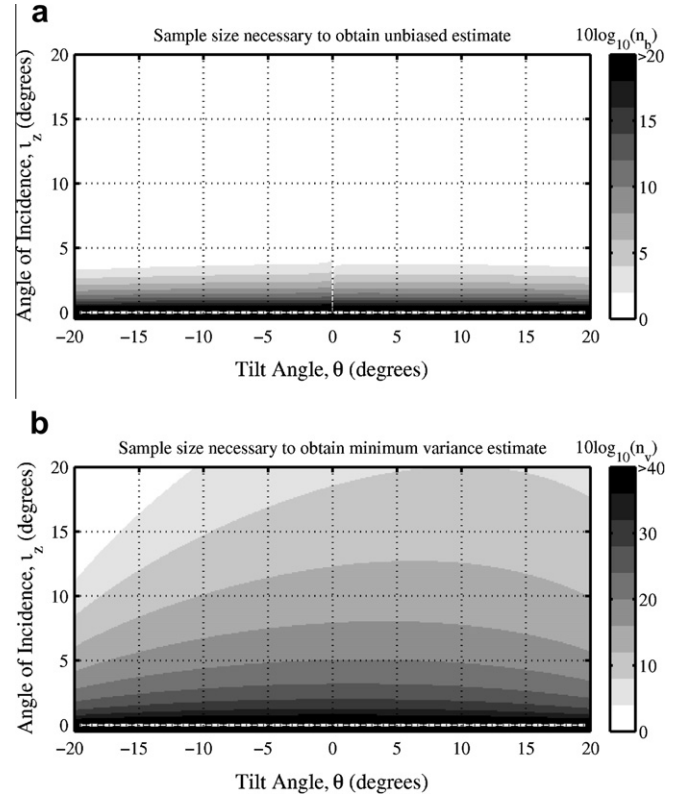 a
Sample size necessary to obtain unbiased estimate
10log10(nb)
>20
15
10
5
0
20
15
10
5
0
Angle of Incidence, ιz (degrees)
−20 −15 −10 −5 0 5 10 15 20
Tilt Angle, θ (degrees)
b
Sample size necessary to obtain minimum variance estimate
10log10(nv)
>40
30
20
10
0
20
15
10
5
0
Angle of Incidence, ιz (degrees)
−20 −15 −10 −5 0 5 10 15 20
Tilt Angle, θ (degrees)